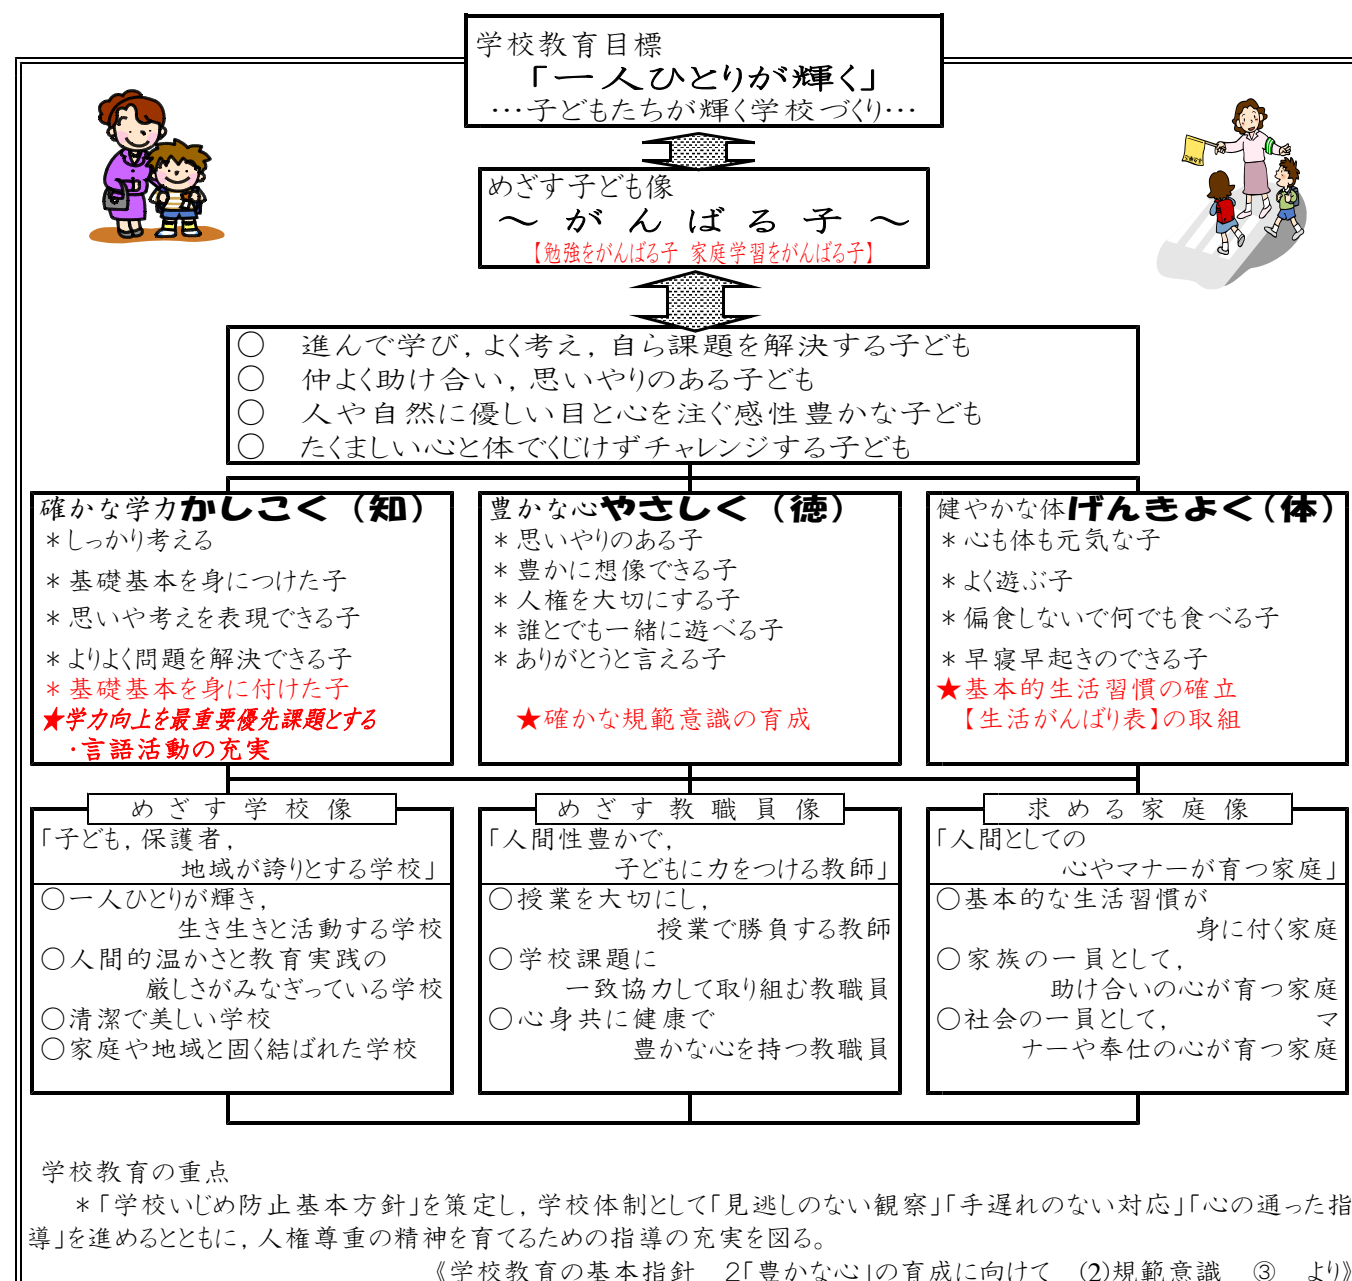 学校教育目標
「一人ひとりが輝く」
…子どもたちが輝く学校づくり…
めざす子ども像
～ が ん ば る 子 ～
【勉強をがんばる子 家庭学習をがんばる子】
○ 進んで学び，よく考え，自ら課題を解決する子ども
○ 仲よく助け合い，思いやりのある子ども
○ 人や自然に優しい目と心を注ぐ感性豊かな子ども
○ たくましい心と体でくじけずチャレンジする子ども
確かな学力かしこく（知）
＊しっかり考える
＊基礎基本を身につけた子
＊思いや考えを表現できる子
＊よりよく問題を解決できる子
＊基礎基本を身に付けた子
★学力向上を最重要優先課題とする
・言語活動の充実
豊かな心やさしく（徳）
＊思いやりのある子
＊豊かに想像できる子
＊人権を大切にする子
＊誰とでも一緒に遊べる子
＊ありがとうと言える子
★確かな規範意識の育成
健やかな体げんきよく（体）
＊心も体も元気な子
＊よく遊ぶ子
＊偏食しないで何でも食べる子
＊早寝早起きのできる子
★基本的生活習慣の確立
【生活がんばり表】の取組
めざす学校像
「子ども，保護者，
地域が誇りとする学校」
○一人ひとりが輝き，
生き生きと活動する学校
○人間的温かさと教育実践の
厳しさがみなぎっている学校
○清潔で美しい学校
○家庭や地域と固く結ばれた学校
めざす教職員像
「人間性豊かで，
子どもに力をつける教師」
○授業を大切にし，
授業で勝負する教師
○学校課題に
一致協力して取り組む教職員
○心身共に健康で
豊かな心を持つ教職員
求める家庭像
「人間としての
心やマナーが育つ家庭」
○基本的な生活習慣が
身に付く家庭
○家族の一員として，
助け合いの心が育つ家庭
○社会の一員として， マ
ナーや奉仕の心が育つ家庭
学校教育の重点
＊「学校いじめ防止基本方針」を策定し，学校体制として「見逃しのない観察」「手遅れのない対応」「心の通った指
導」を進めるとともに，人権尊重の精神を育てるための指導の充実を図る。
《学校教育の基本指針 2「豊かな心」の育成に向けて (2)規範意識 ③ より》